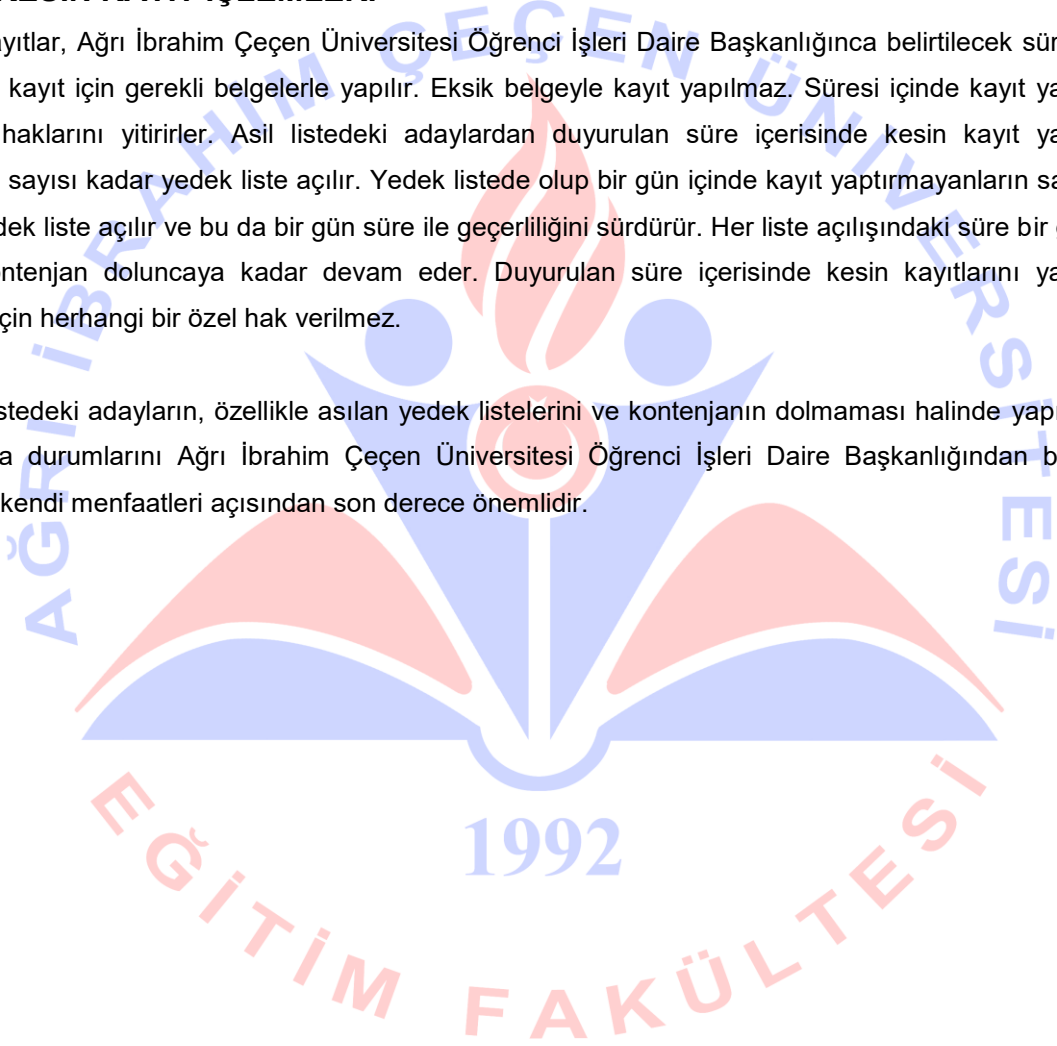 KESİN KAYIT İŞLEMLERİ
ayıtlar, Ağrı İbrahim Çeçen Üniversitesi Öğrenci İşleri Daire Başkanlığınca belirtilecek sür
kayıt için gerekli belgelerle yapılır. Eksik belgeyle kayıt yapılmaz. Süresi içinde kayıt ya
haklarını yitirirler. Asil listedeki adaylardan duyurulan süre içerisinde kesin kayıt ya
sayısı kadar yedek liste açılır. Yedek listede olup bir gün içinde kayıt yaptırmayanların sa
dek liste açılır ve bu da bir gün süre ile geçerliliğini sürdürür. Her liste açılışındaki süre bir
ontenjan doluncaya kadar devam eder. Duyurulan süre içerisinde kesin kayıtlarını ya
çin herhangi bir özel hak verilmez.
stedeki adayların, özellikle asılan yedek listelerini ve kontenjanın dolmaması halinde yap
a durumlarını Ağrı İbrahim Çeçen Üniversitesi Öğrenci İşleri Daire Başkanlığından b
kendi menfaatleri açısından son derece önemlidir.
AĞRI İBRAHİM ÇEÇEN ÜNİVERSİTESİ
1992
EĞİTİM FAKÜLTESİ